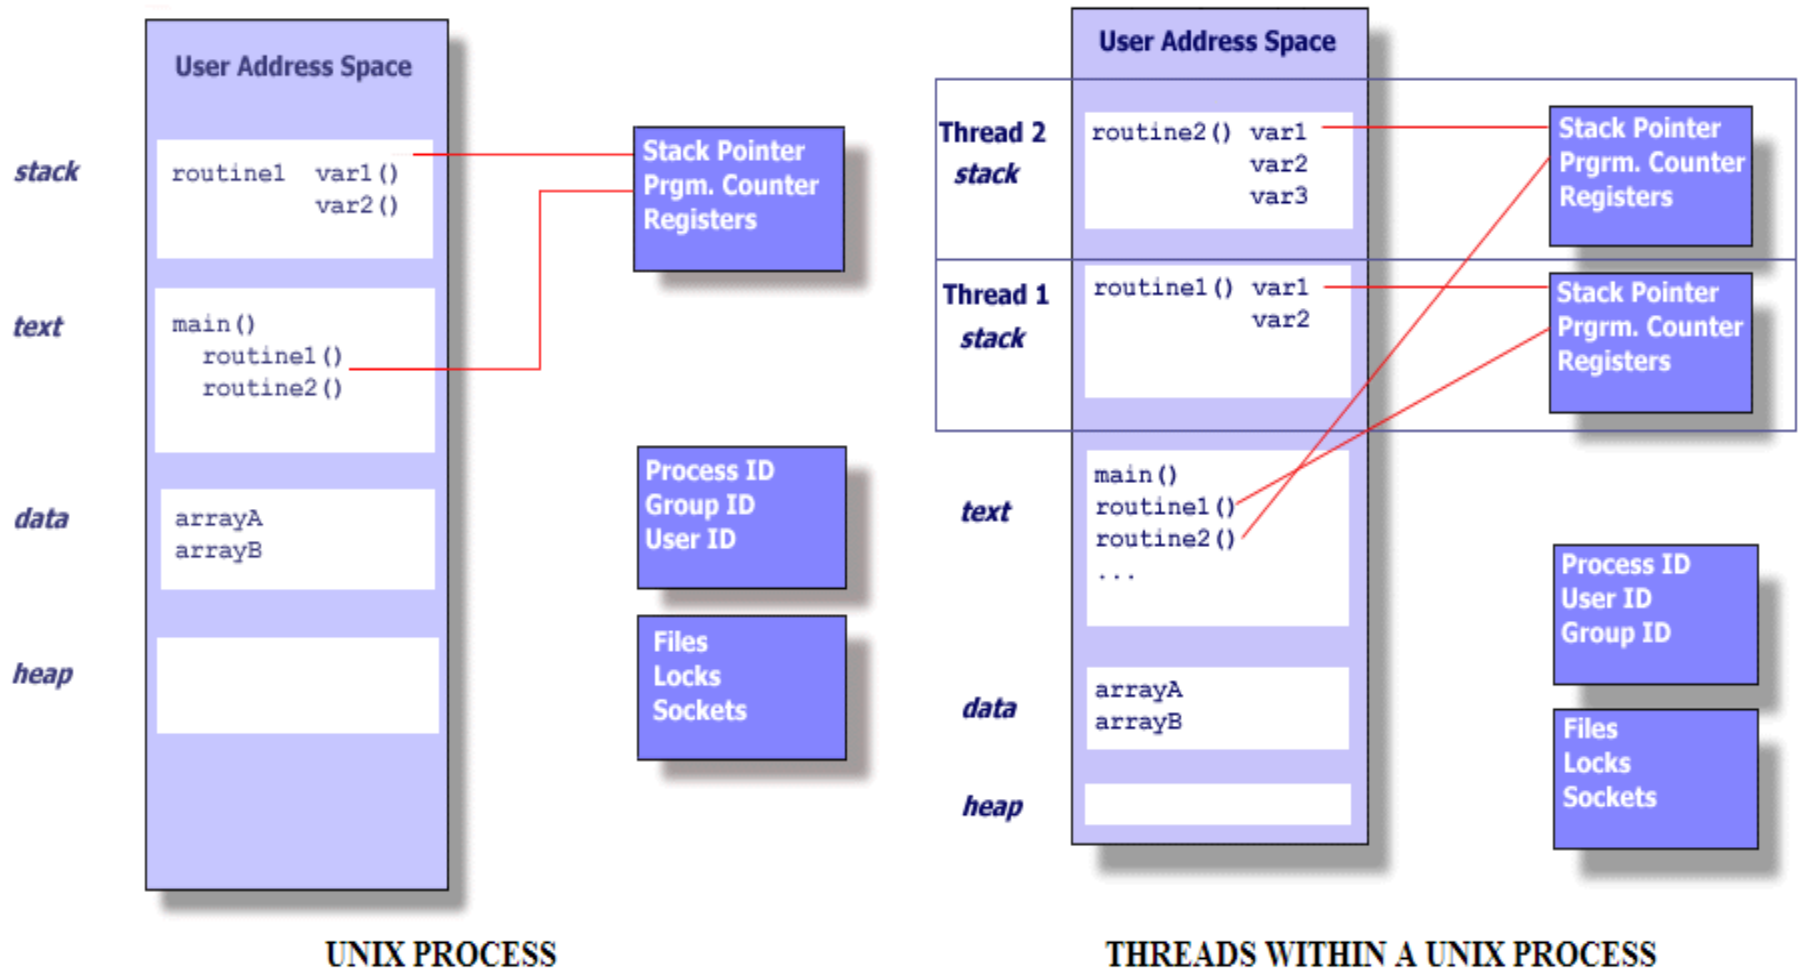 User Address Space
stack
routine1 var1()
var2()
Stack Pointer
Prgm. Counter
Registers
text
main()
routine1()
routine2()
Process ID
Group ID
User ID
data
arrayA
arrayB
Files
Locks
Sockets
heap
UNIX PROCESS
User Address Space
Thread 2
stack
routine2() var1
var2
var3
Stack Pointer
Prgrm. Counter
Registers
Thread 1
stack
routine1() var1
var2
Stack Pointer
Prgrm. Counter
Registers
text
main()
routine1()
routine2()
...
Process ID
User ID
Group ID
data
arrayA
arrayB
Files
Locks
Sockets
heap
THREADS WITHIN A UNIX PROCESS